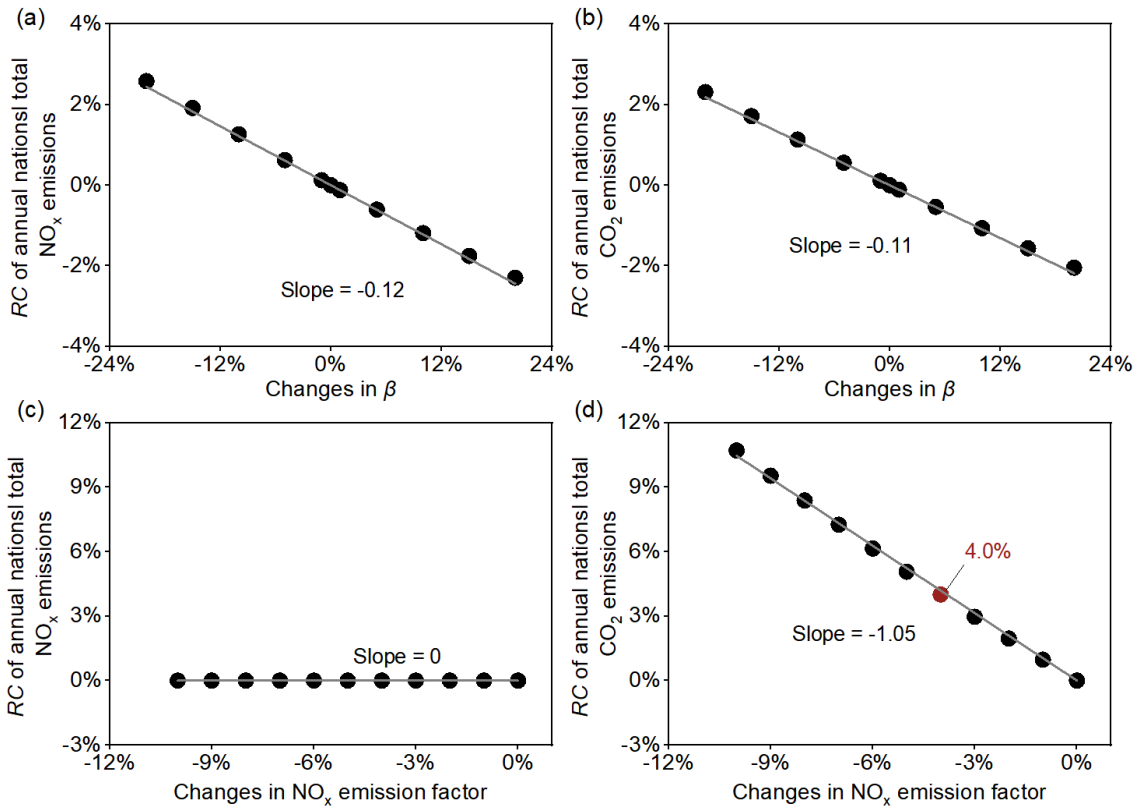 (a)
4%
2%
0%
-2%
-4%
RC of annual nationsl total
NOx emissions
Slope = -0.12
-24% -12% 0% 12% 24%
Changes in β
(b)
4%
2%
0%
-2%
-4%
RC of annual nationsl total
CO2 emissions
Slope = -0.11
-24% -12% 0% 12% 24%
Changes in β
(c)
12%
9%
6%
3%
0%
-3%
RC of annual nationsl total
NOx emissions
Slope = 0
-12% -9% -6% -3% 0%
Changes in NOx emission factor
(d)
12%
9%
6%
3%
0%
-3%
RC of annual nationsl total
CO2 emissions
4.0%
Slope = -1.05
-12% -9% -6% -3% 0%
Changes in NOx emission factor